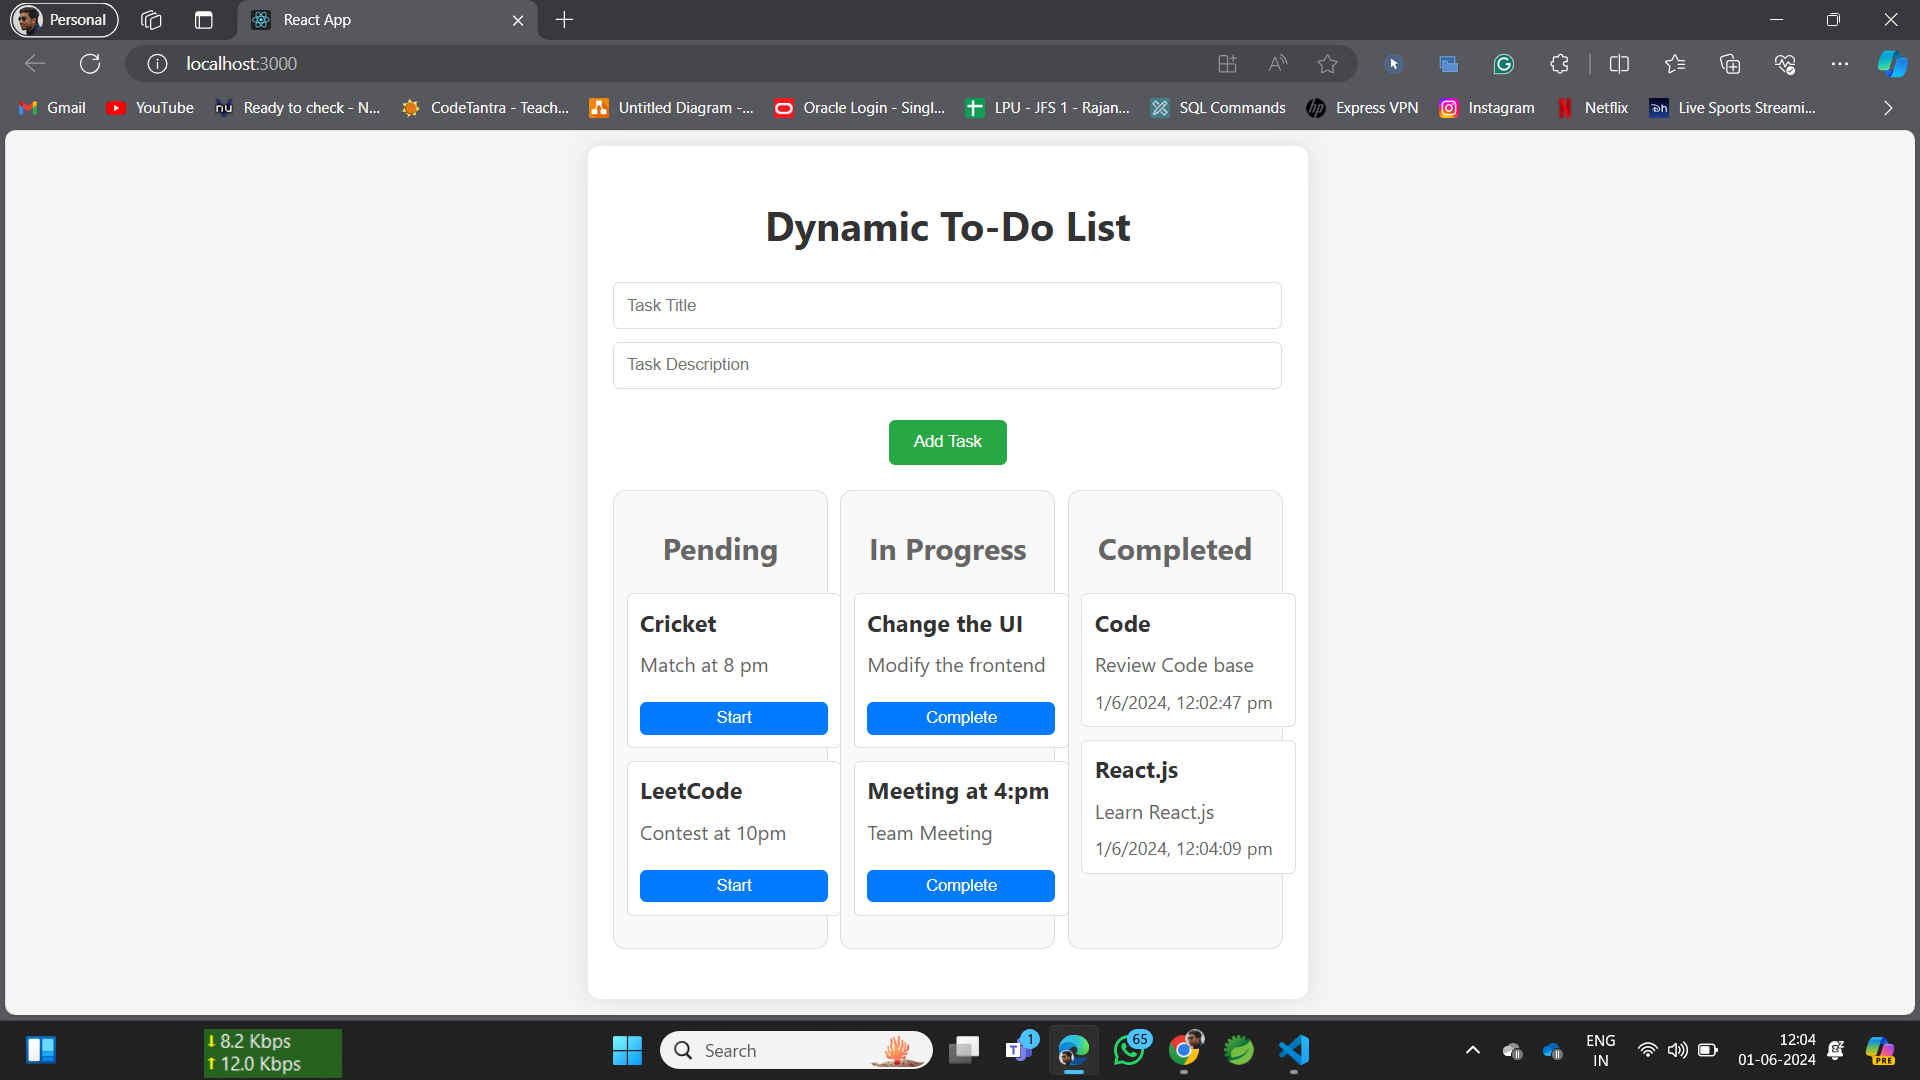 Personal
React App
localhost:3000
Gmail
YouTube
nu
Ready to check - N...
CodeTantra - Teach...
Untitled Diagram -...
Oracle Login - Singl...
LPU - JFS 1 - Rajan...
SQL Commands
hp
Express VPN
Instagram
N
Netflix
Dh
Live Sports Streami...
Dynamic To-Do List
Task Title
Task Description
Add Task
Pending
Cricket
Match at 8 pm
Start
LeetCode
Contest at 10pm
Start
In Progress
Change the UI
Modify the frontend
Complete
Meeting at 4:pm
Team Meeting
Complete
Completed
Code
Review Code base
1/6/2024, 12:02:47 pm
React.js
Learn React.js
1/6/2024, 12:04:09 pm
↓ 8.2 Kbps
↑ 12.0 Kbps
Search
T
1
65
ENG
IN
12:04
01-06-2024
PRE